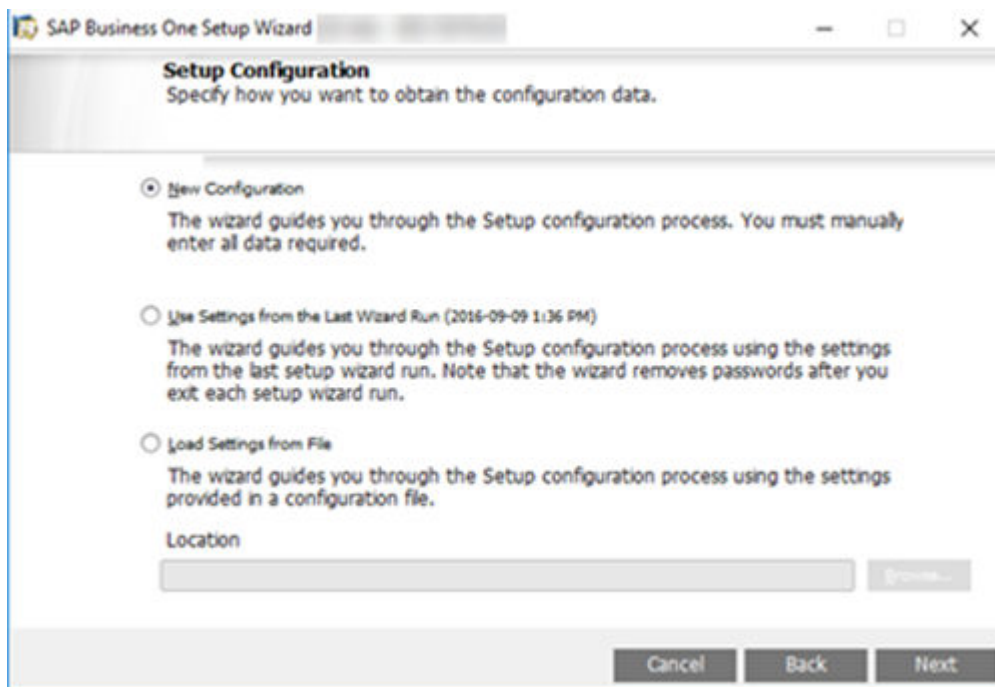 SAP Business One Setup Wizard
Setup Configuration
Specify how you want to obtain the configuration data.
New Configuration
The wizard guides you through the Setup configuration process. You must manually
enter all data required.
Use Settings from the Last Wizard Run (2016-09-09 1:36 PM)
The wizard guides you through the Setup configuration process using the settings
from the last setup wizard run. Note that the wizard removes passwords after you
exit each setup wizard run.
Load Settings from File
The wizard guides you through the Setup configuration process using the settings
provided in a configuration file.
Location
Browse...
Cancel Back Next